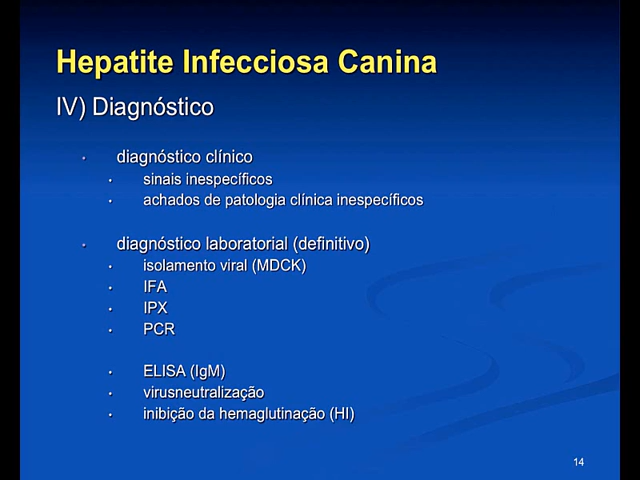 Hepatite Infecciosa Canina
IV) Diagnóstico
• diagnóstico clínico
• sinais inespecíficos
• achados de patologia clínica inespecíficos
• diagnóstico laboratorial (definitivo)
• isolamento viral (MDCK)
• IFA
• IPX
• PCR
• ELISA (IgM)
• virusneutralização
• inibição da hemaglutinação (HI)
14